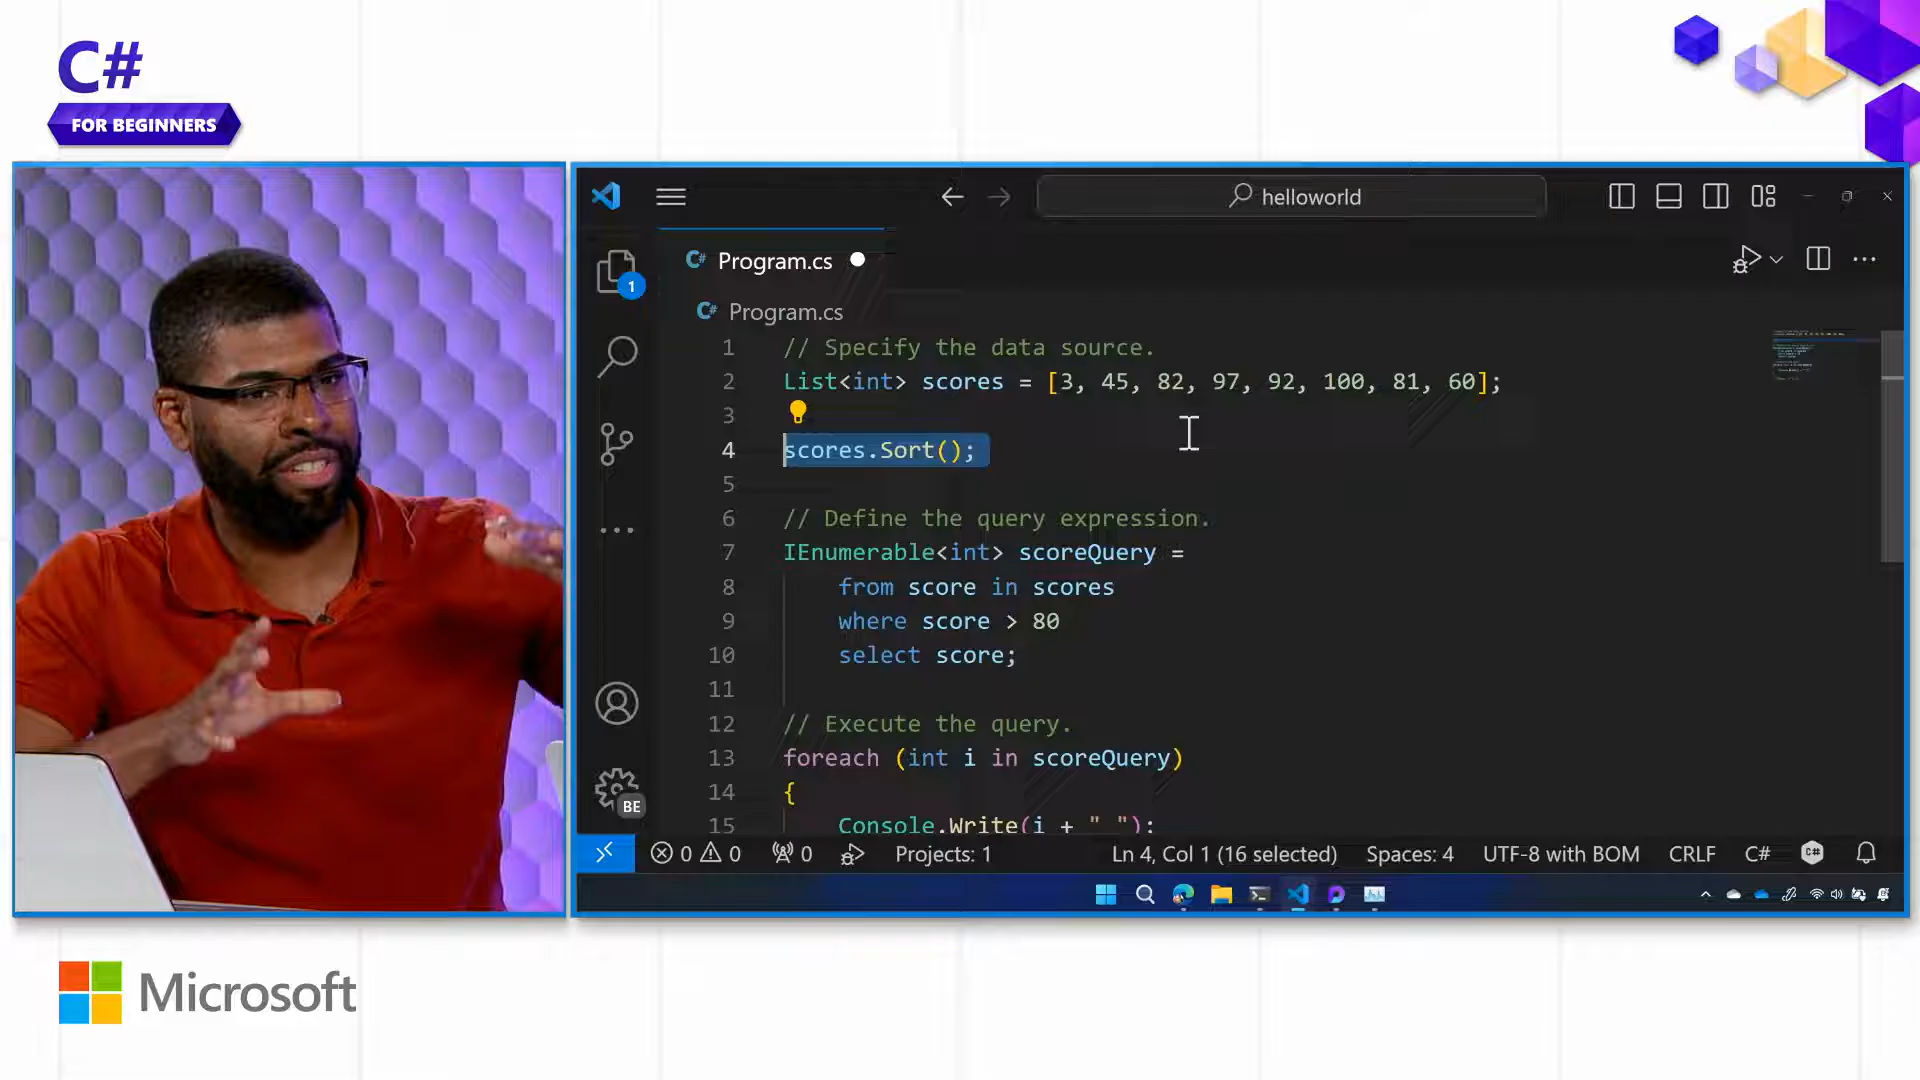 C#
FOR BEGINNERS
helloworld
C# Program.cs
1
C# Program.cs
1 // Specify the data source.
2 List<int> scores = [3, 45, 82, 97, 92, 100, 81, 60];
3
4 scores.Sort();
5
6 // Define the query expression.
7 IEnumerable<int> scoreQuery =
8 from score in scores
9 where score > 80
10 select score;
11
12 // Execute the query.
13 foreach (int i in scoreQuery)
14 {
15 Console.Write(i + " ");
BE
0 0 0 Projects: 1 Ln 4, Col 1 (16 selected) Spaces: 4 UTF-8 with BOM CRLF C# C#
Microsoft